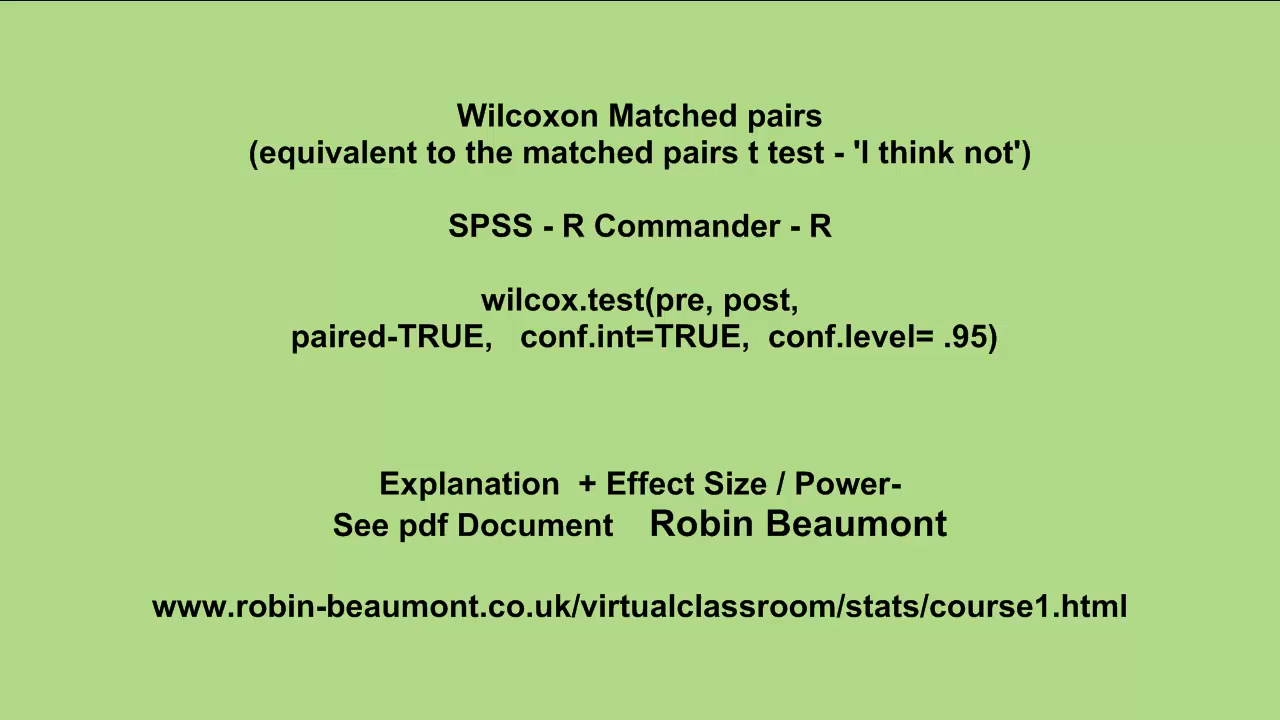 Wilcoxon Matched pairs
(equivalent to the matched pairs t test - 'I think not')
SPSS - R Commander - R
wilcox.test(pre, post,
paired-TRUE, conf.int=TRUE, conf.level= .95)
Explanation + Effect Size / Power-
See pdf Document Robin Beaumont
www.robin-beaumont.co.uk/virtualclassroom/stats/course1.html